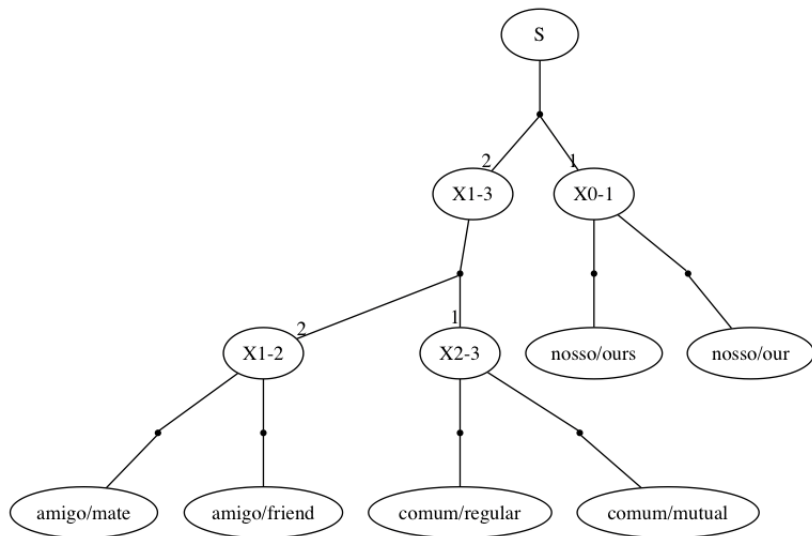 S
2 1
X1-3 X0-1
2 1
X1-2 X2-3 nosso/ours nosso/our
amigo/mate amigo/friend comum/regular comum/mutual